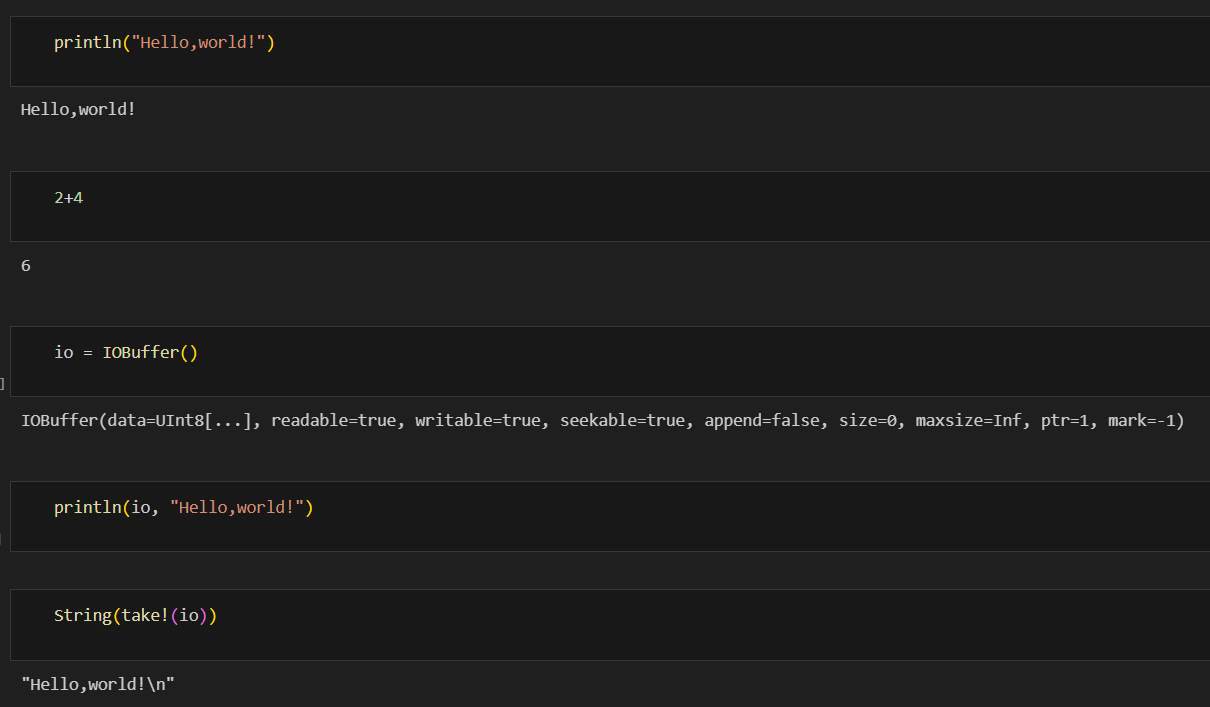 println("Hello,world!")
Hello,world!
2+4
6
io = IOBuffer()
]
IOBuffer(data=UInt8[...], readable=true, writable=true, seekable=true, append=false, size=0, maxsize=Inf, ptr=1, mark=-1)
println(io, "Hello,world!")
String(take!(io))
"Hello,world!\n"